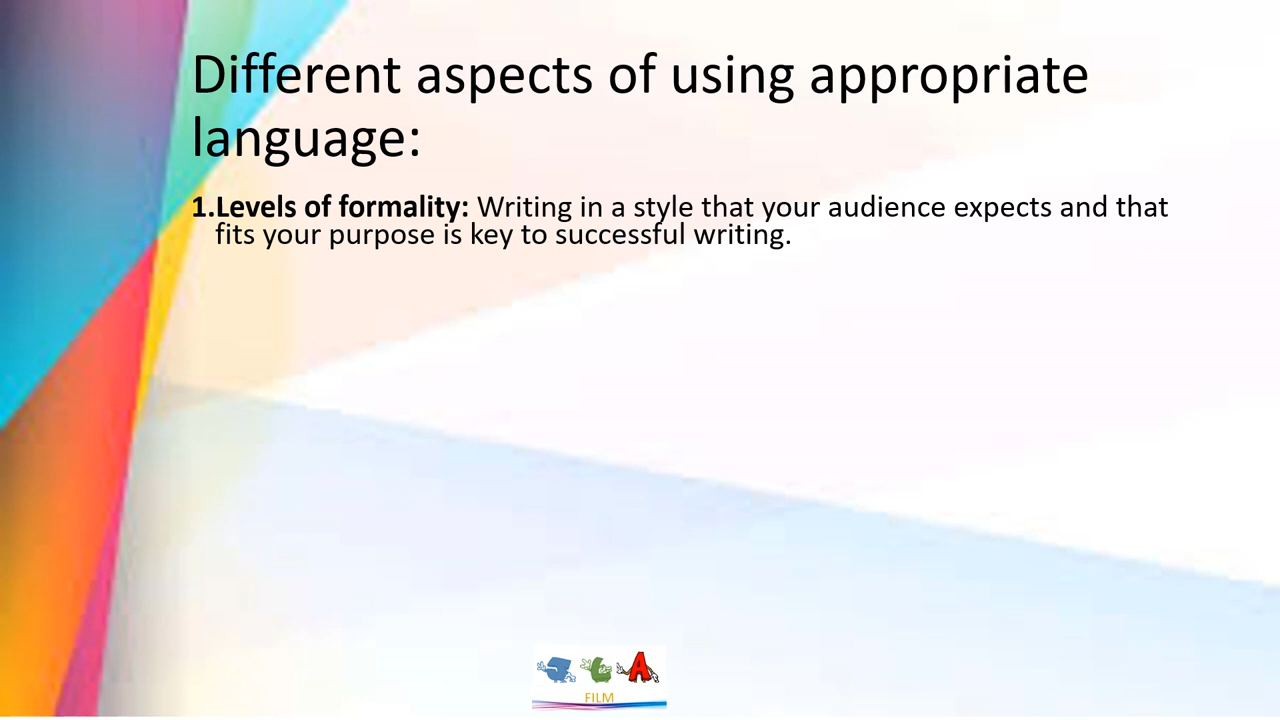 Different aspects of using appropriate
language:
1.Levels of formality: Writing in a style that your audience expects and that
fits your purpose is key to successful writing.
A
FILM